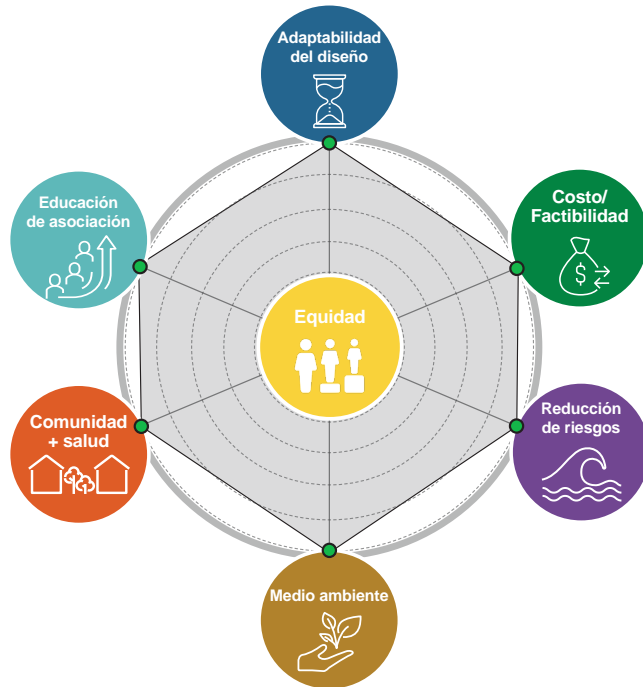 Adaptabilidad
del diseño
Educación
de asociación
Costo/
Factibilidad
$
Equidad
Comunidad
+ salud
Reducción
de riesgos
Medio ambiente